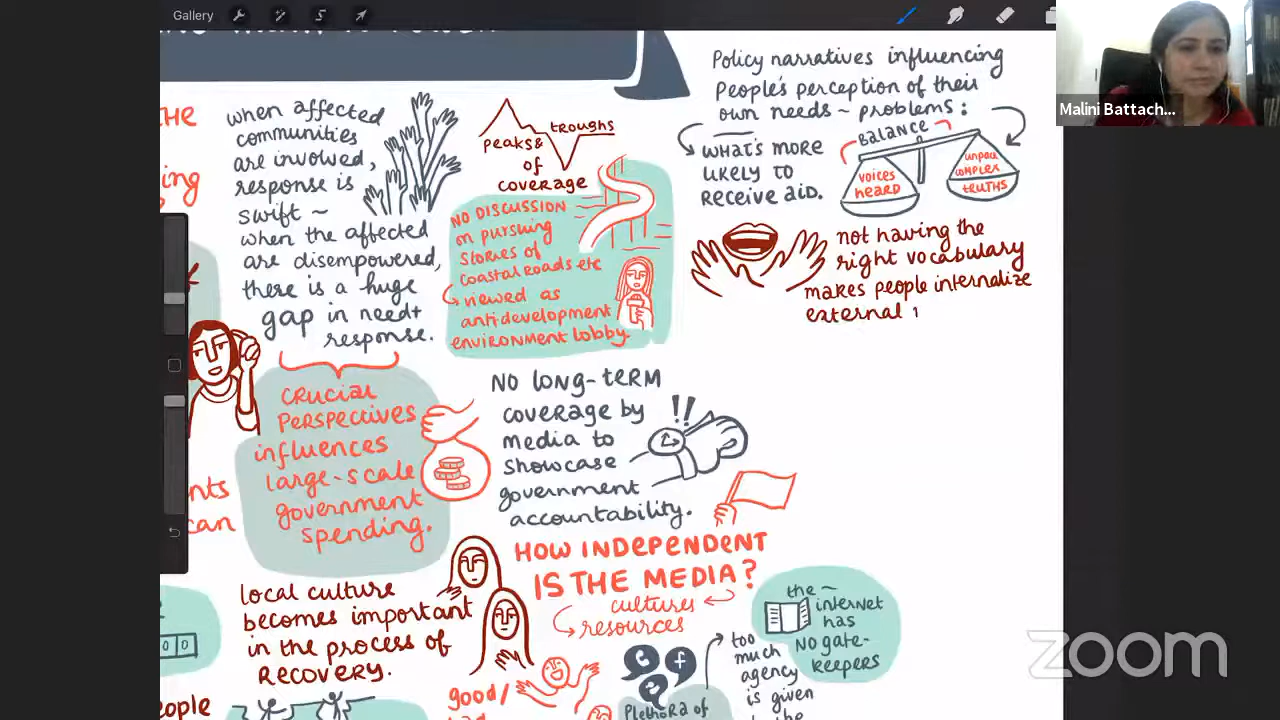 Gallery
Malini Battach...
the
when affected
communities
are involved,
response is
swift ~
when the affected
are disempowered,
there is a huge
gap in need+
response.
peaks&
troughs
of
coverage
NO DISCUSSION
on pursuing
stories of
coastal roads etc
viewed as
anti development
environment lobby.
Policy narratives influencing
People's perception of their
own needs ~ problems:
WHAT'S MORE
LIKELY TO
RECEIVE AID.
BALANCE
VOICES
HEARD
unpack
complex
TRUTHS
not having the
right vocabulary
makes people internalize
external
CRUCIAL
PERSPECTIVES
influences
large-scale
government
spending.
NO LONG-TERM
coverage by
media to
showcase
government
accountability.
HOW INDEPENDENT
IS THE MEDIA?
cultures
resources
the ~
internet
has
NO gate-
keepers
too
much
agency
is given
Plethora of
local culture
becomes important
in the process of
RECOVERY.
good/
can
zoom